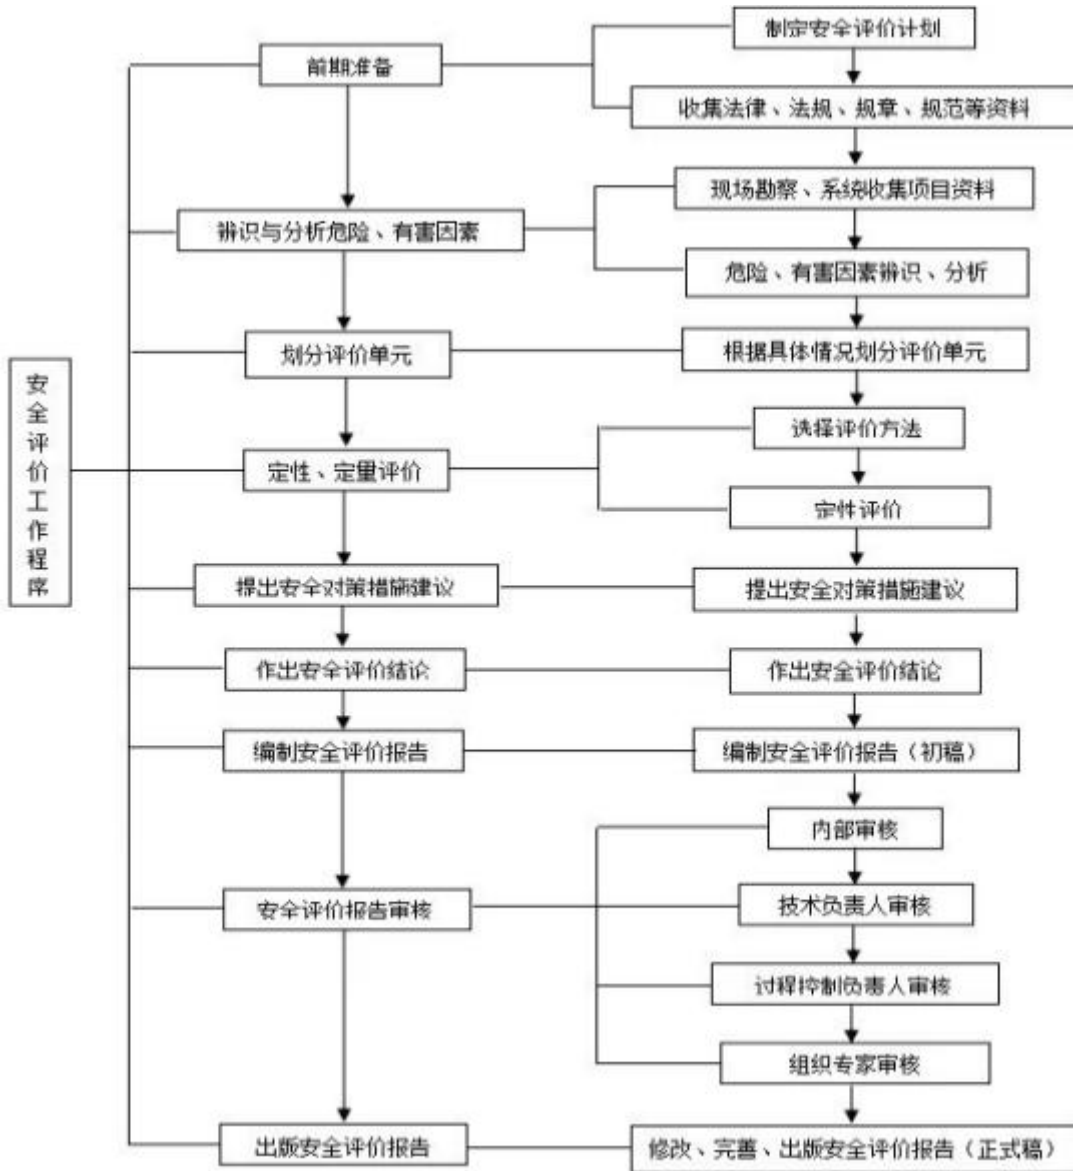 安全评价工作程序
前期准备
制定安全评价计划
收集法律、法规、规章、规范等资料
辨识与分析危险、有害因素
现场勘察、系统收集项目资料
危险、有害因素辨识、分析
划分评价单元
根据具体情况划分评价单元
定性、定量评价
选择评价方法
定性评价
提出安全对策措施建议
提出安全对策措施建议
作出安全评价结论
作出安全评价结论
编制安全评价报告
编制安全评价报告（初稿）
安全评价报告审核
内部审核
技术负责人审核
过程控制负责人审核
组织专家审核
出版安全评价报告
修改、完善、出版安全评价报告（正式稿）